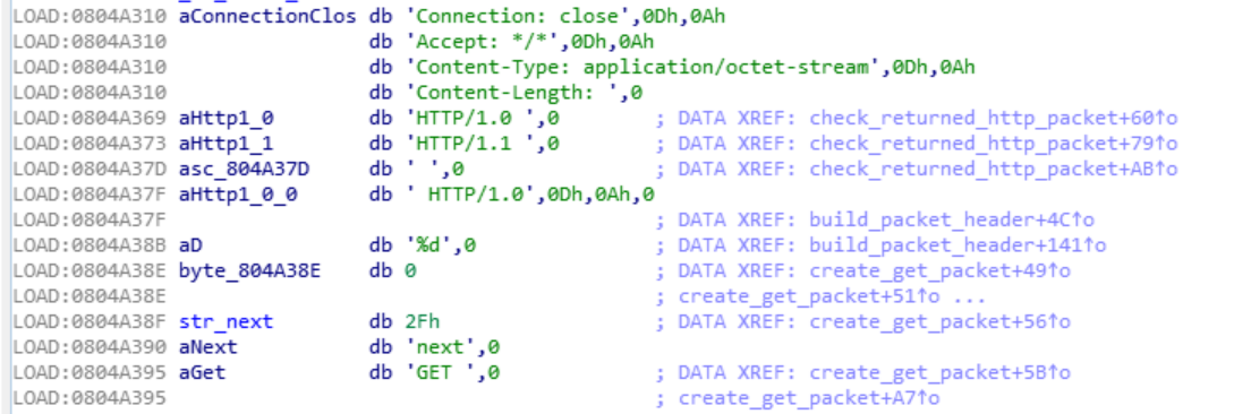 LOAD:0804A310 aConnectionClos db 'Connection: close',0Dh,0Ah
LOAD:0804A310 db 'Accept: */*',0Dh,0Ah
LOAD:0804A310 db 'Content-Type: application/octet-stream',0Dh,0Ah
LOAD:0804A310 db 'Content-Length: ',0
LOAD:0804A369 aHttp1_0 db 'HTTP/1.0 ',0 ; DATA XREF: check_returned_http_packet+60↑o
LOAD:0804A373 aHttp1_1 db 'HTTP/1.1 ',0 ; DATA XREF: check_returned_http_packet+79↑o
LOAD:0804A37D asc_804A37D db ' ',0 ; DATA XREF: check_returned_http_packet+AB↑o
LOAD:0804A37F aHttp1_0_0 db ' HTTP/1.0',0Dh,0Ah,0
LOAD:0804A37F ; DATA XREF: build_packet_header+4C↑o
LOAD:0804A38B aD db '%d',0 ; DATA XREF: build_packet_header+141↑o
LOAD:0804A38E byte_804A38E db 0 ; DATA XREF: create_get_packet+49↑o
LOAD:0804A38E ; create_get_packet+51↑o ...
LOAD:0804A38F str_next db 2Fh ; DATA XREF: create_get_packet+56↑o
LOAD:0804A390 aNext db 'next',0
LOAD:0804A395 aGet db 'GET ',0 ; DATA XREF: create_get_packet+5B↑o
LOAD:0804A395 ; create_get_packet+A7↑o